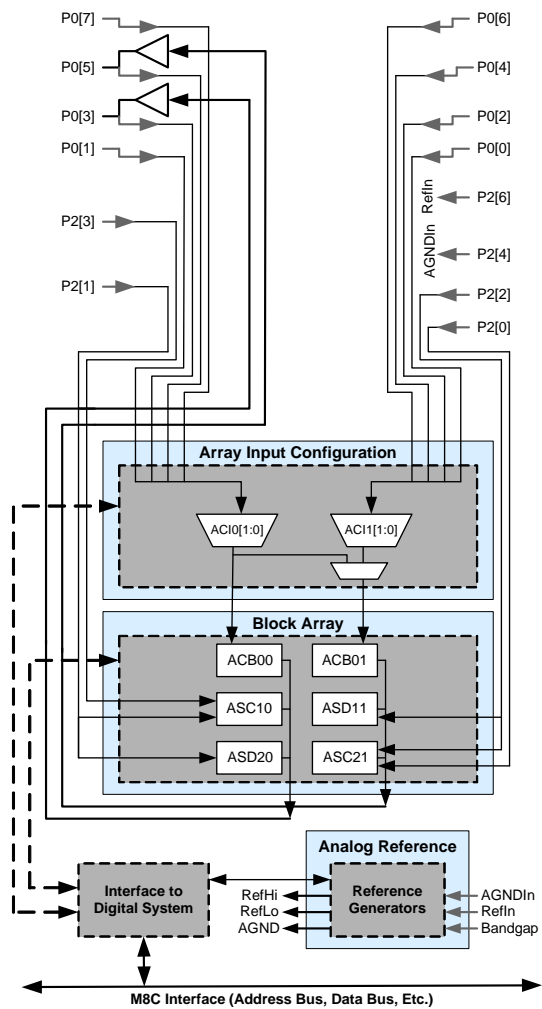 P0[7]
P0[5]
P0[3]
P0[1]
P2[3]
P2[1]
P0[6]
P0[4]
P0[2]
P0[0]
P2[6]
P2[4]
P2[2]
P2[0]
RefIn
AGNDIn
Array Input Configuration
ACI0[1:0]
ACI1[1:0]
Block Array
ACB00
ACB01
ASC10
ASD11
ASD20
ASC21
Analog Reference
Interface to
Digital System
RefHi
RefLo
AGND
Reference
Generators
AGNDIn
RefIn
Bandgap
M8C Interface (Address Bus, Data Bus, Etc.)